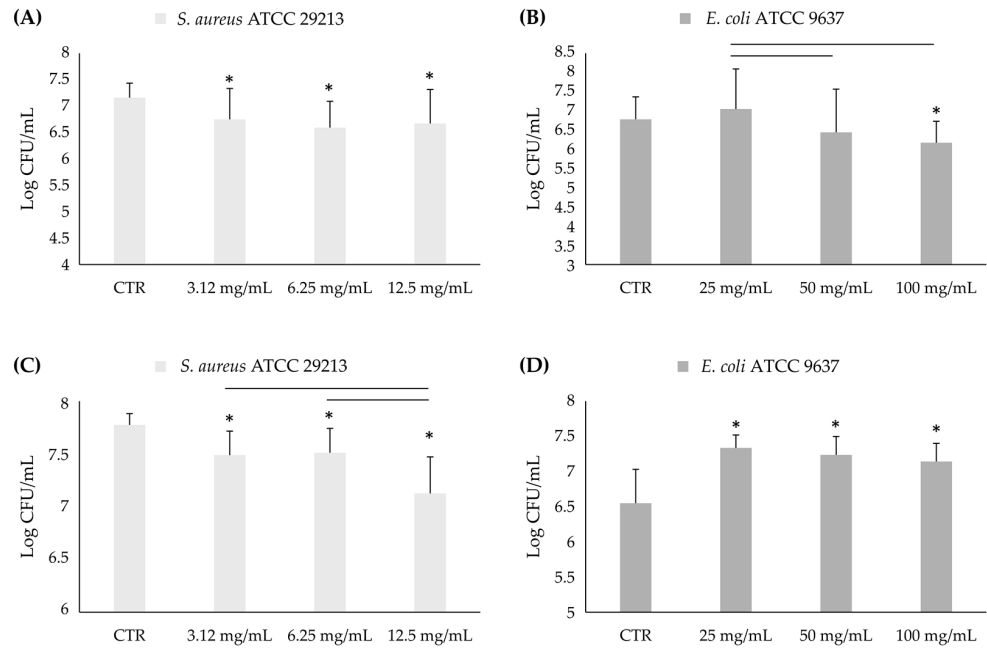 (A)
S. aureus ATCC 29213
8
7.5
7
6.5
6
5.5
5
4.5
4
Log CFU/mL
*
*
*
CTR 3.12 mg/mL 6.25 mg/mL 12.5 mg/mL
(B)
E. coli ATCC 9637
8.5
8
7.5
7
6.5
6
5.5
5
4.5
4
3.5
3
Log CFU/mL
*
CTR 25 mg/mL 50 mg/mL 100 mg/mL
(C)
S. aureus ATCC 29213
8
7.5
7
6.5
6
Log CFU/mL
*
*
*
CTR 3.12 mg/mL 6.25 mg/mL 12.5 mg/mL
(D)
E. coli ATCC 9637
8
7.5
7
6.5
6
5.5
5
Log CFU/mL
*
*
*
CTR 25 mg/mL 50 mg/mL 100 mg/mL